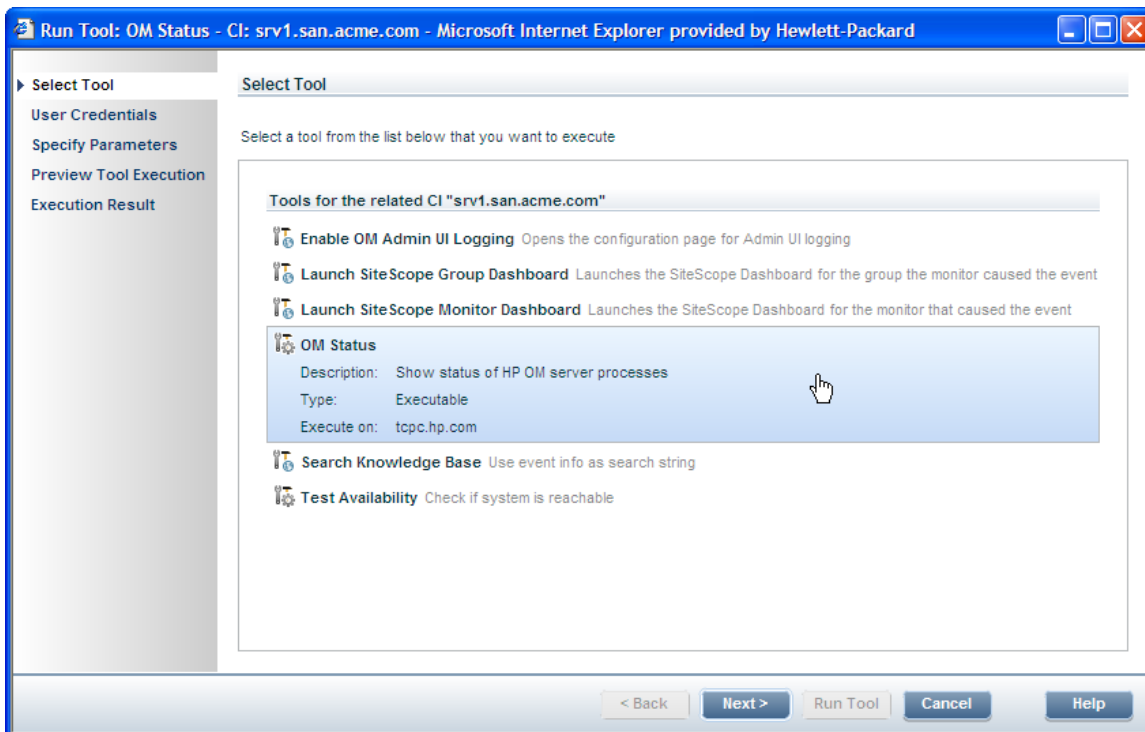 Run Tool: OM Status - CI: srv1.san.acme.com - Microsoft Internet Explorer provided by Hewlett-Packard
Select Tool
User Credentials
Specify Parameters
Preview Tool Execution
Execution Result
Select Tool
Select a tool from the list below that you want to execute
Tools for the related CI "srv1.san.acme.com"
Enable OM Admin UI Logging Opens the configuration page for Admin UI logging
Launch SiteScope Group Dashboard Launches the SiteScope Dashboard for the group the monitor caused the event
Launch SiteScope Monitor Dashboard Launches the SiteScope Dashboard for the monitor that caused the event
OM Status
Description: Show status of HP OM server processes
Type: Executable
Execute on: tcpc.hp.com
Search Knowledge Base Use event info as search string
Test Availability Check if system is reachable
< Back Next > Run Tool Cancel Help